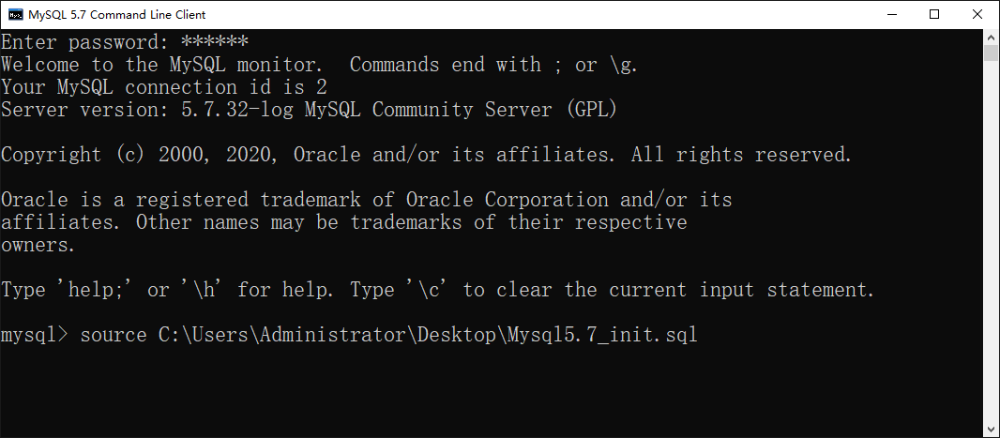 MySQL 5.7 Command Line Client
Enter password: ******
Welcome to the MySQL monitor.  Commands end with ; or \g.
Your MySQL connection id is 2
Server version: 5.7.32-log MySQL Community Server (GPL)
Copyright (c) 2000, 2020, Oracle and/or its affiliates. All rights reserved.
Oracle is a registered trademark of Oracle Corporation and/or its
affiliates. Other names may be trademarks of their respective
owners.
Type 'help;' or '\h' for help. Type '\c' to clear the current input statement.
mysql> source C:\Users\Administrator\Desktop\Mysql5.7_init.sql